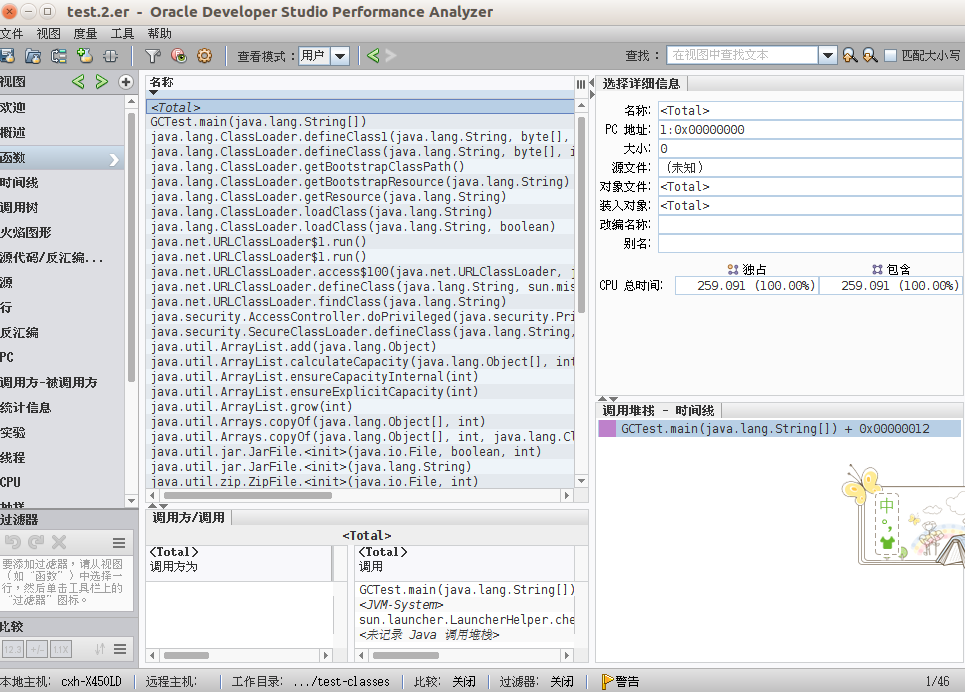 test.2.er - Oracle Developer Studio Performance Analyzer
文件 视图 度量 工具 帮助
查看模式: 用户
查找: 在视图中查找文本 匹配大小写
视图
欢迎
概述
函数
时间线
调用树
火焰图形
源代码/反汇编...
源
行
反汇编
PC
调用方-被调用方
统计信息
实验
线程
CPU
抽样
过滤器
要添加过滤器，请从视图
（如“函数”）中选择一
行，然后单击工具栏上的
“过滤器”图标。
比较
12.3 +/- 1.1X
名称
<Total>
GCTest.main(java.lang.String[])
java.lang.ClassLoader.defineClass1(java.lang.String, byte[],
java.lang.ClassLoader.defineClass(java.lang.String, byte[], i
java.lang.ClassLoader.getBootstrapClassPath()
java.lang.ClassLoader.getBootstrapResource(java.lang.String)
java.lang.ClassLoader.getResource(java.lang.String)
java.lang.ClassLoader.loadClass(java.lang.String)
java.lang.ClassLoader.loadClass(java.lang.String, boolean)
java.net.URLClassLoader$1.run()
java.net.URLClassLoader$1.run()
java.net.URLClassLoader.access$100(java.net.URLClassLoader, j
java.net.URLClassLoader.defineClass(java.lang.String, sun.mis
java.net.URLClassLoader.findClass(java.lang.String)
java.security.AccessController.doPrivileged(java.security.Pri
java.security.SecureClassLoader.defineClass(java.lang.String,
java.util.ArrayList.add(java.lang.Object)
java.util.ArrayList.calculateCapacity(java.lang.Object[], int
java.util.ArrayList.ensureCapacityInternal(int)
java.util.ArrayList.ensureExplicitCapacity(int)
java.util.ArrayList.grow(int)
java.util.Arrays.copyOf(java.lang.Object[], int)
java.util.Arrays.copyOf(java.lang.Object[], int, java.lang.Cl
java.util.jar.JarFile.<init>(java.io.File, boolean, int)
java.util.jar.JarFile.<init>(java.lang.String)
java.util.zip.ZipFile.<init>(java.io.File, int)
调用方/调用
<Total>
<Total>
调用方为
<Total>
调用
GCTest.main(java.lang.String[])
<JVM-System>
sun.launcher.LauncherHelper.che
<未记录 Java 调用堆栈>
选择详细信息
名称: <Total>
PC 地址: 1:0x00000000
大小: 0
源文件: (未知)
对象文件: <Total>
装入对象: <Total>
改编名称:
别名:
独占 包含
CPU 总时间: 259.091 (100.00%) 259.091 (100.00%)
调用堆栈 - 时间线
GCTest.main(java.lang.String[]) + 0x00000012
中
本地主机: cxh-X450LD 远程主机: 工作目录: .../test-classes 比较: 关闭 过滤器: 关闭 警告 1/46